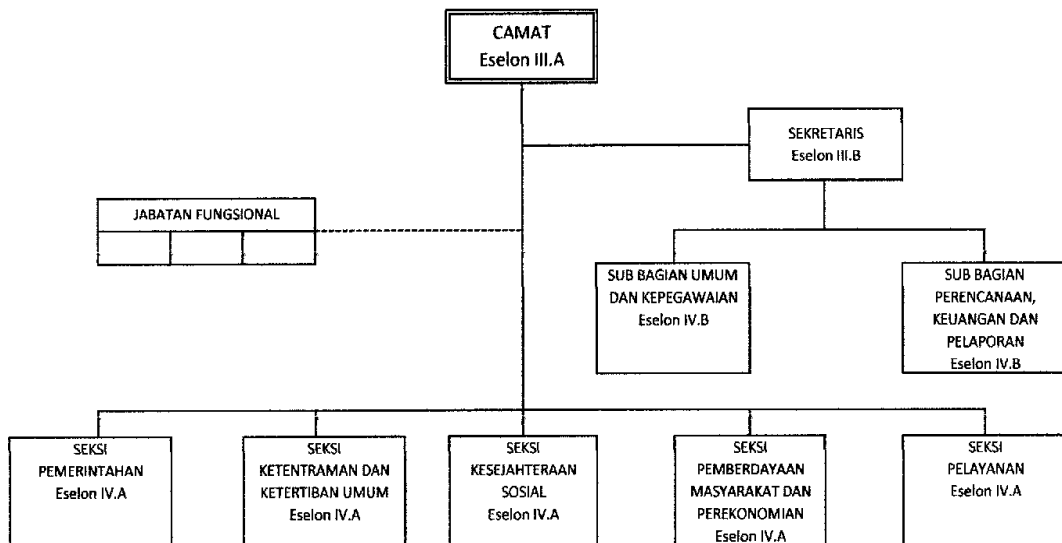 CAMAT
Eselon III.A
SEKRETARIS
Eselon III.B
JABATAN FUNGSIONAL
SUB BAGIAN UMUM
DAN KEPEGAWAIAN
Eselon IV.B
SUB BAGIAN
PERENCANAAN,
KEUANGAN DAN
PELAPORAN
Eselon IV.B
SEKSI
PEMERINTAHAN
Eselon IV.A
SEKSI
KETENTRAMAN DAN
KETERTIBAN UMUM
Eselon IV.A
SEKSI
KESEJAHTERAAN
SOSIAL
Eselon IV.A
SEKSI
PEMBERDAYAAN
MASYARAKAT DAN
PEREKONOMIAN
Eselon IV.A
SEKSI
PELAYANAN
Eselon IV.A